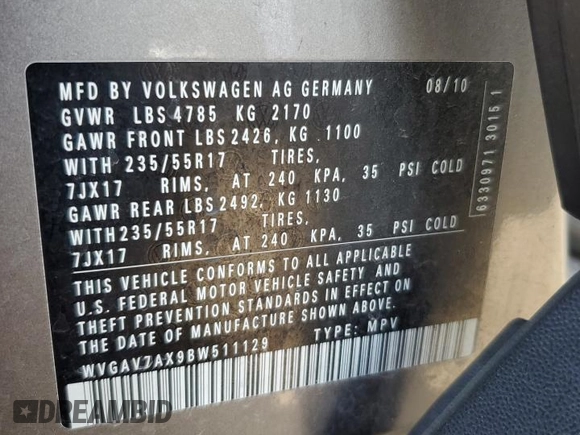 MFD BY VOLKSWAGEN AG GERMANY 08/10
GVWR LBS 4785 KG 2170
GAWR FRONT LBS 2426, KG 1100
WITH 235/55R17 TIRES,
7JX17 RIMS, AT 240 KPA, 35 PSI COLD
GAWR REAR LBS 2492, KG 1130
WITH 235/55R17 TIRES,
7JX17 RIMS, AT 240 KPA, 35 PSI COLD
THIS VEHICLE CONFORMS TO ALL APPLICABLE
U.S. FEDERAL MOTOR VEHICLE SAFETY AND
THEFT PREVENTION STANDARDS IN EFFECT ON
THE DATE OF MANUFACTURE SHOWN ABOVE.
WVGAV7AX9BW511129 TYPE: MPV
6330971 3015 1
DREAMBID